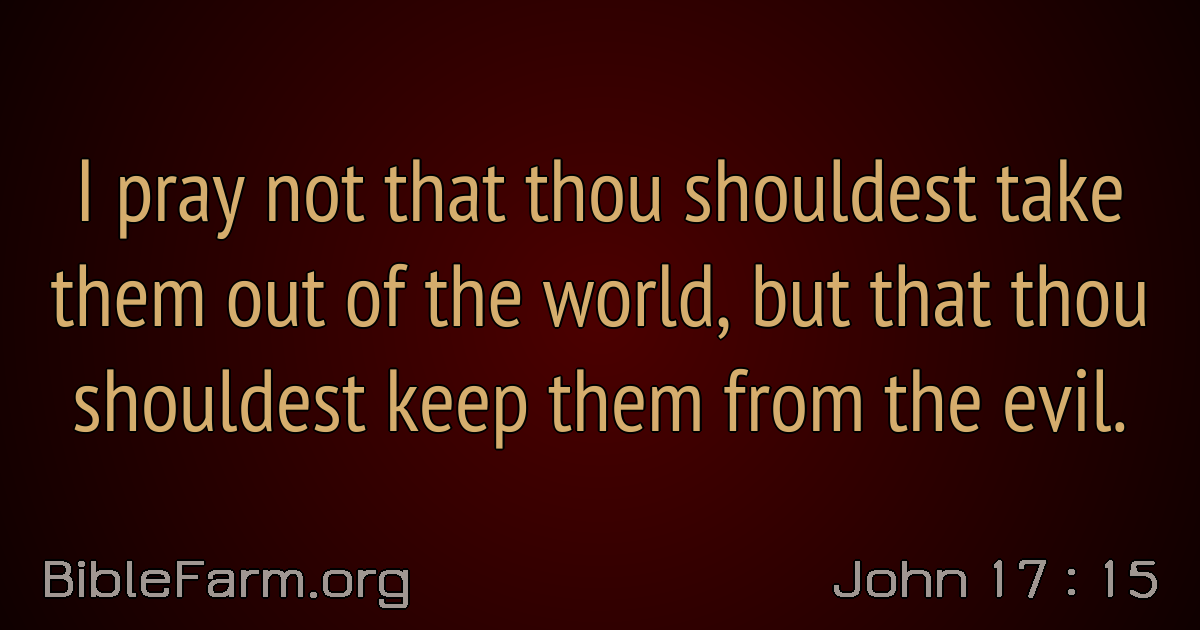 I pray not that thou shouldest take
them out of the world, but that thou
shouldest keep them from the evil.
BibleFarm.org
John 17 : 15